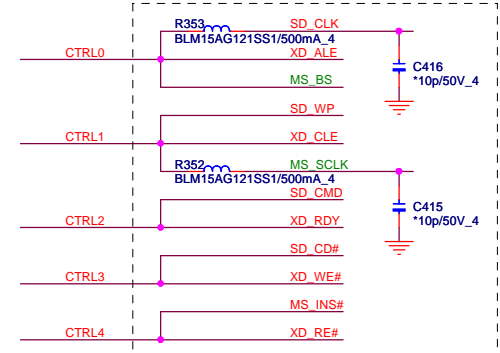 R353 SD_CLK
BLM15AG121SS1/500mA_4
CTRL0 XD_ALE
C416
*10p/50V_4
MS_BS
SD_WP
CTRL1 XD_CLE
R352 MS_SCLK
BLM15AG121SS1/500mA_4
SD_CMD
C415
*10p/50V_4
CTRL2 XD_RDY
SD_CD#
CTRL3 XD_WE#
MS_INS#
CTRL4 XD_RE#